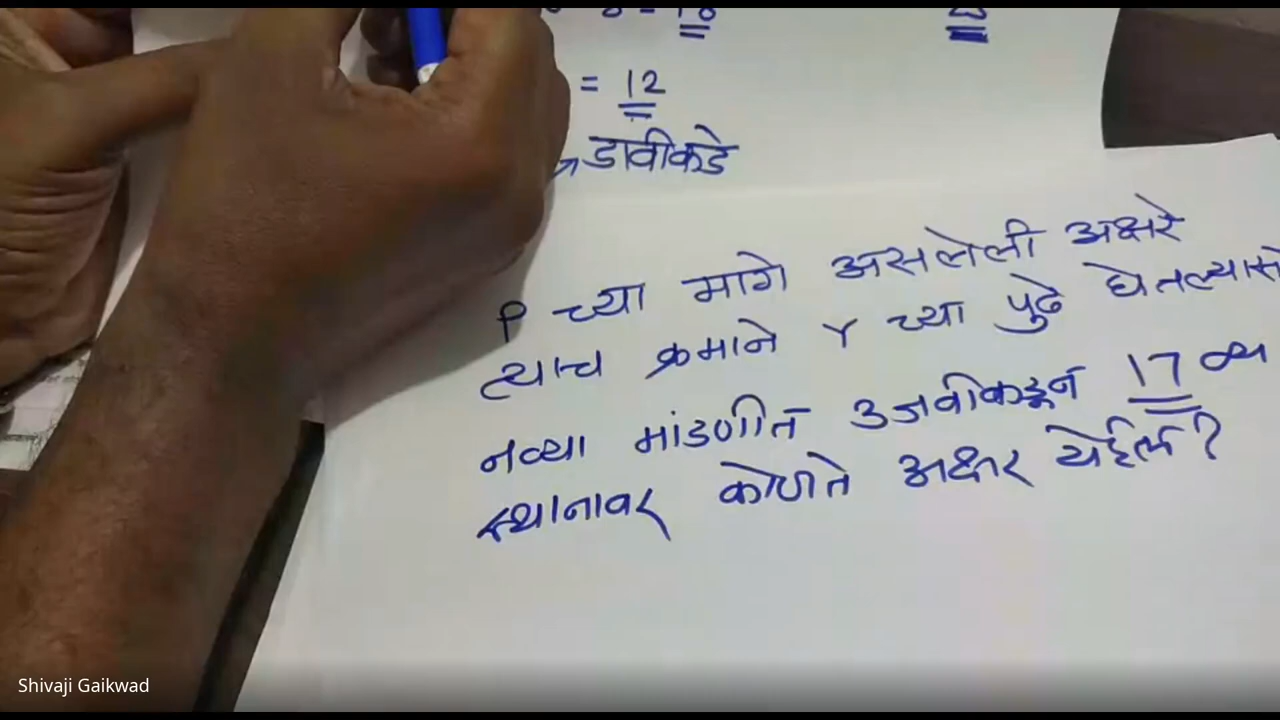 = 12
डावीकडे
P च्या मागे असलेली अक्षरे
त्याच क्रमाने Y च्या पुढे घेतल्यास
नव्या मांडणीत उजवीकडून 17 व्य
स्थानावर कोणते अक्षर येईल?
Shivaji Gaikwad